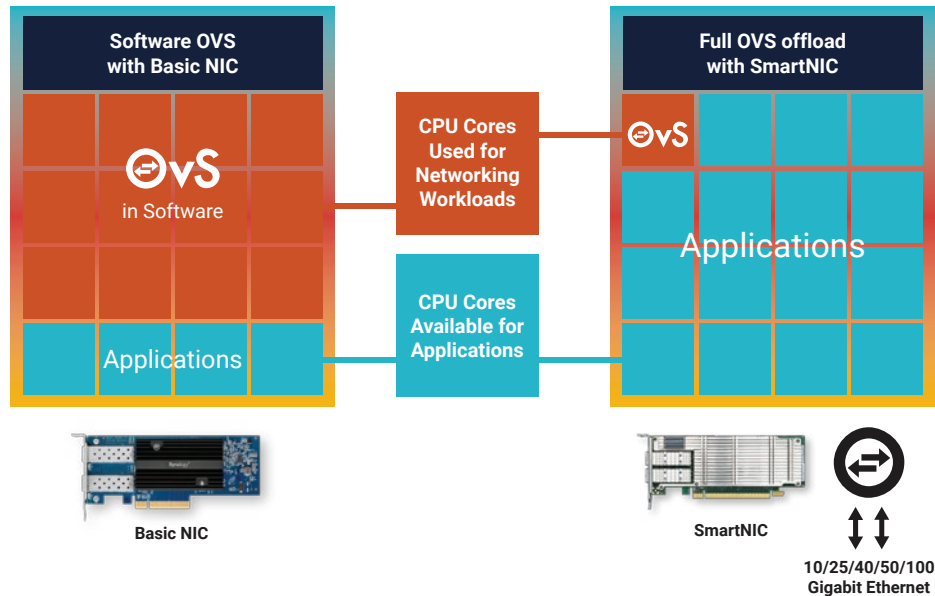 Software OVS
with Basic NIC
OvS
in Software
Applications
CPU Cores
Used for
Networking
Workloads
CPU Cores
Available for
Applications
Full OVS offload
with SmartNIC
OvS
Applications
Synology
Basic NIC
SmartNIC
10/25/40/50/100
Gigabit Ethernet